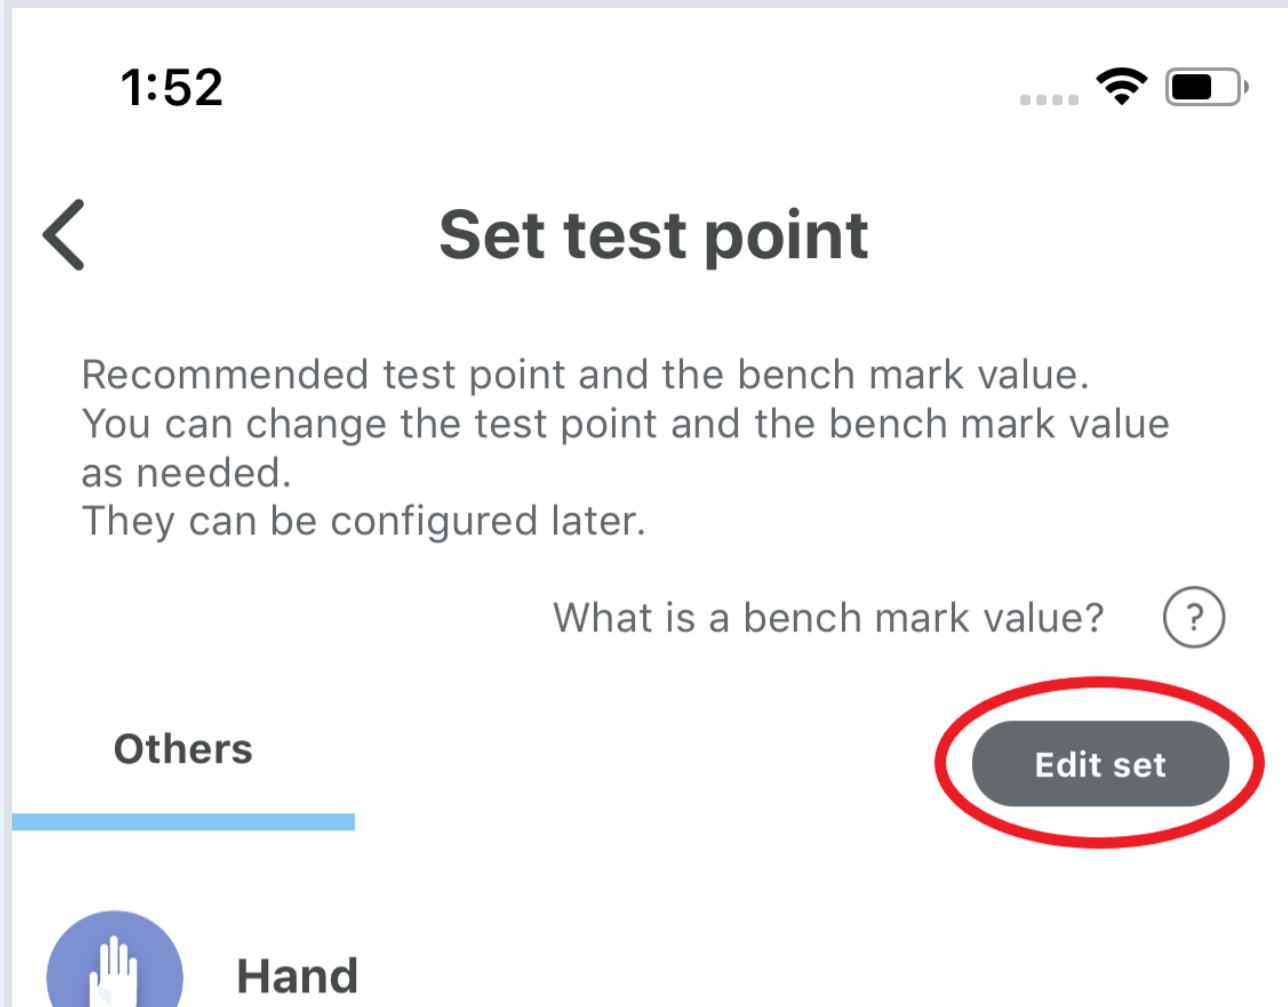 1:52
Set test point
Recommended test point and the bench mark value.
You can change the test point and the bench mark value
as needed.
They can be configured later.
What is a bench mark value? ?
Others
Edit set
Hand